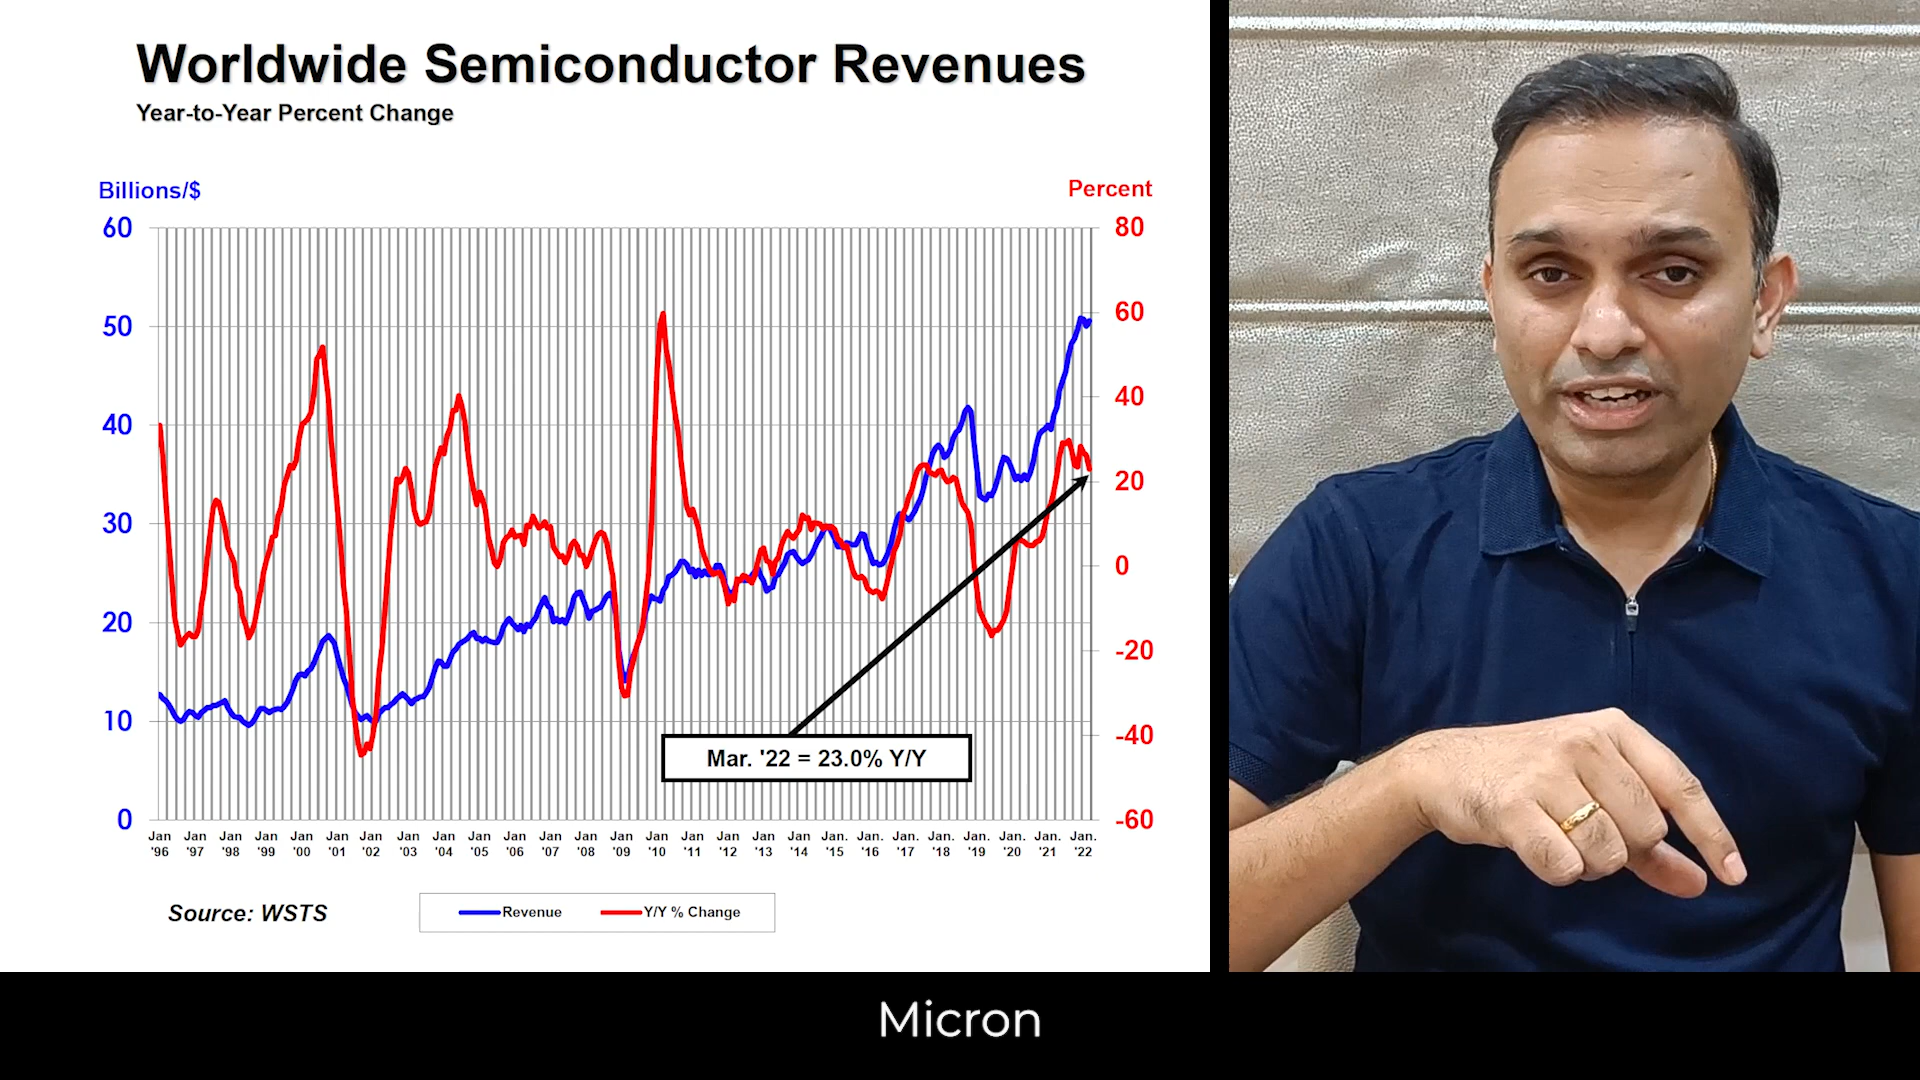 Worldwide Semiconductor Revenues
Year-to-Year Percent Change
Billions/$
Percent
60
50
40
30
20
10
0
80
60
40
20
0
-20
-40
-60
Mar. '22 = 23.0% Y/Y
Jan Jan Jan Jan Jan Jan Jan Jan Jan Jan Jan Jan Jan Jan Jan Jan Jan Jan Jan Jan. Jan. Jan. Jan. Jan. Jan. Jan. Jan.
'96 '97 '98 '99 '00 '01 '02 '03 '04 '05 '06 '07 '08 '09 '10 '11 '12 '13 '14 '15 '16 '17 '18 '19 '20 '21 '22
Source: WSTS
Revenue Y/Y % Change
Micron